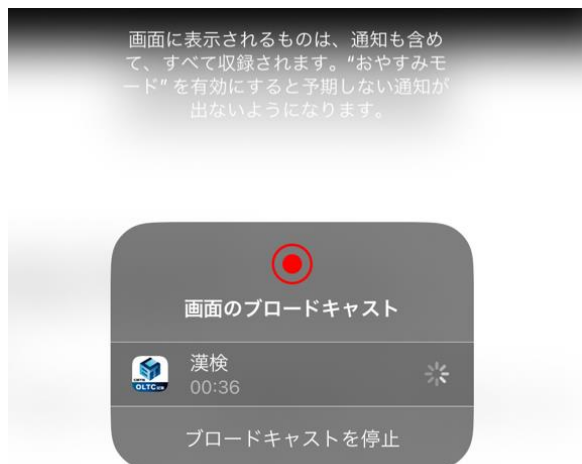 画面に表示されるものは、通知も含め
て、すべて収録されます。“おやすみモ
ード” を有効にすると予期しない通知が
出ないようになります。
画面のブロードキャスト
漢検
00:36
OLTC
ブロードキャストを停止